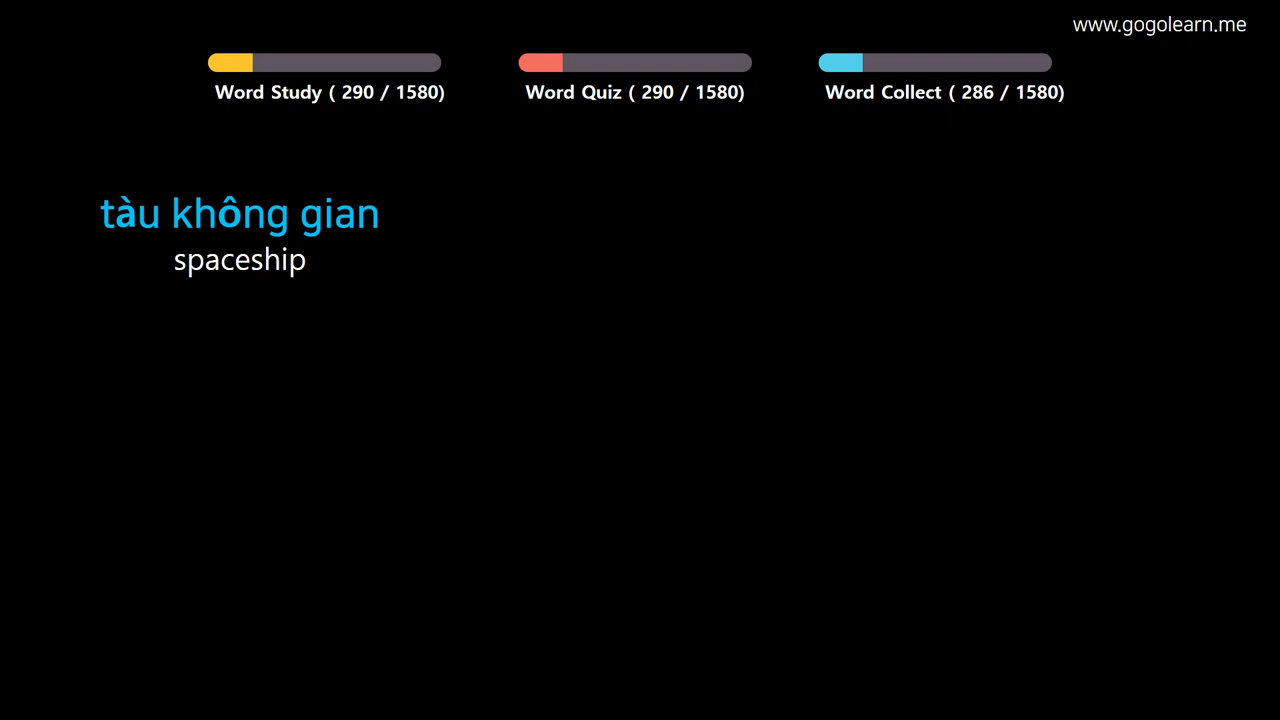 www.gogolearn.me
Word Study ( 290 / 1580)
Word Quiz ( 290 / 1580)
Word Collect ( 286 / 1580)
tàu không gian
spaceship